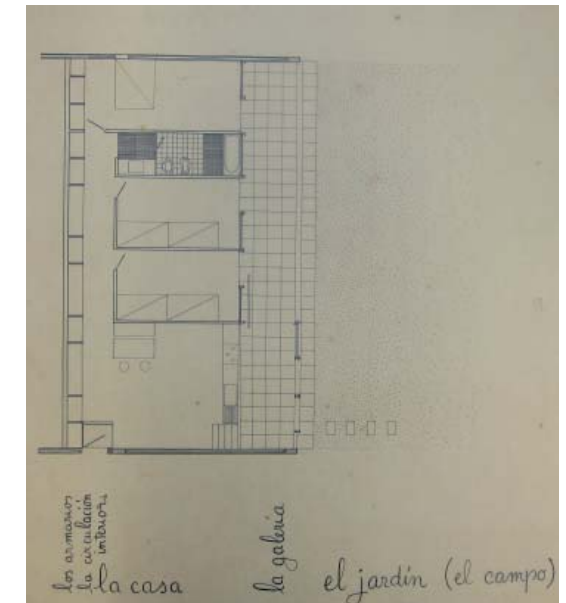 los armarios
la circulación
interior
la casa
la galería
el jardín (el campo)